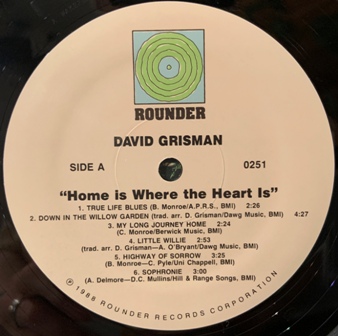 ROUNDER
DAVID GRISMAN
SIDE A 0251
“Home is Where the Heart Is”
1. TRUE LIFE BLUES (B. Monroe/A.P.R.S., BMI) 2:26
2. DOWN IN THE WILLOW GARDEN (trad. arr. D. Grisman/Dawg Music, BMI) 4:27
3. MY LONG JOURNEY HOME 2:24
(C. Monroe/Berwick Music, BMI)
4. LITTLE WILLIE 2:53
(trad. arr. D. Grisman—A. O'Bryant/Dawg Music, BMI)
5. HIGHWAY OF SORROW 3:25
(B. Monroe—C. Pyle/Uni Chappell, BMI)
6. SOPHRONIE 3:00
(A. Delmore—D.C. Mullins/Hill & Range Songs, BMI)
℗ 1988 ROUNDER RECORDS CORPORATION